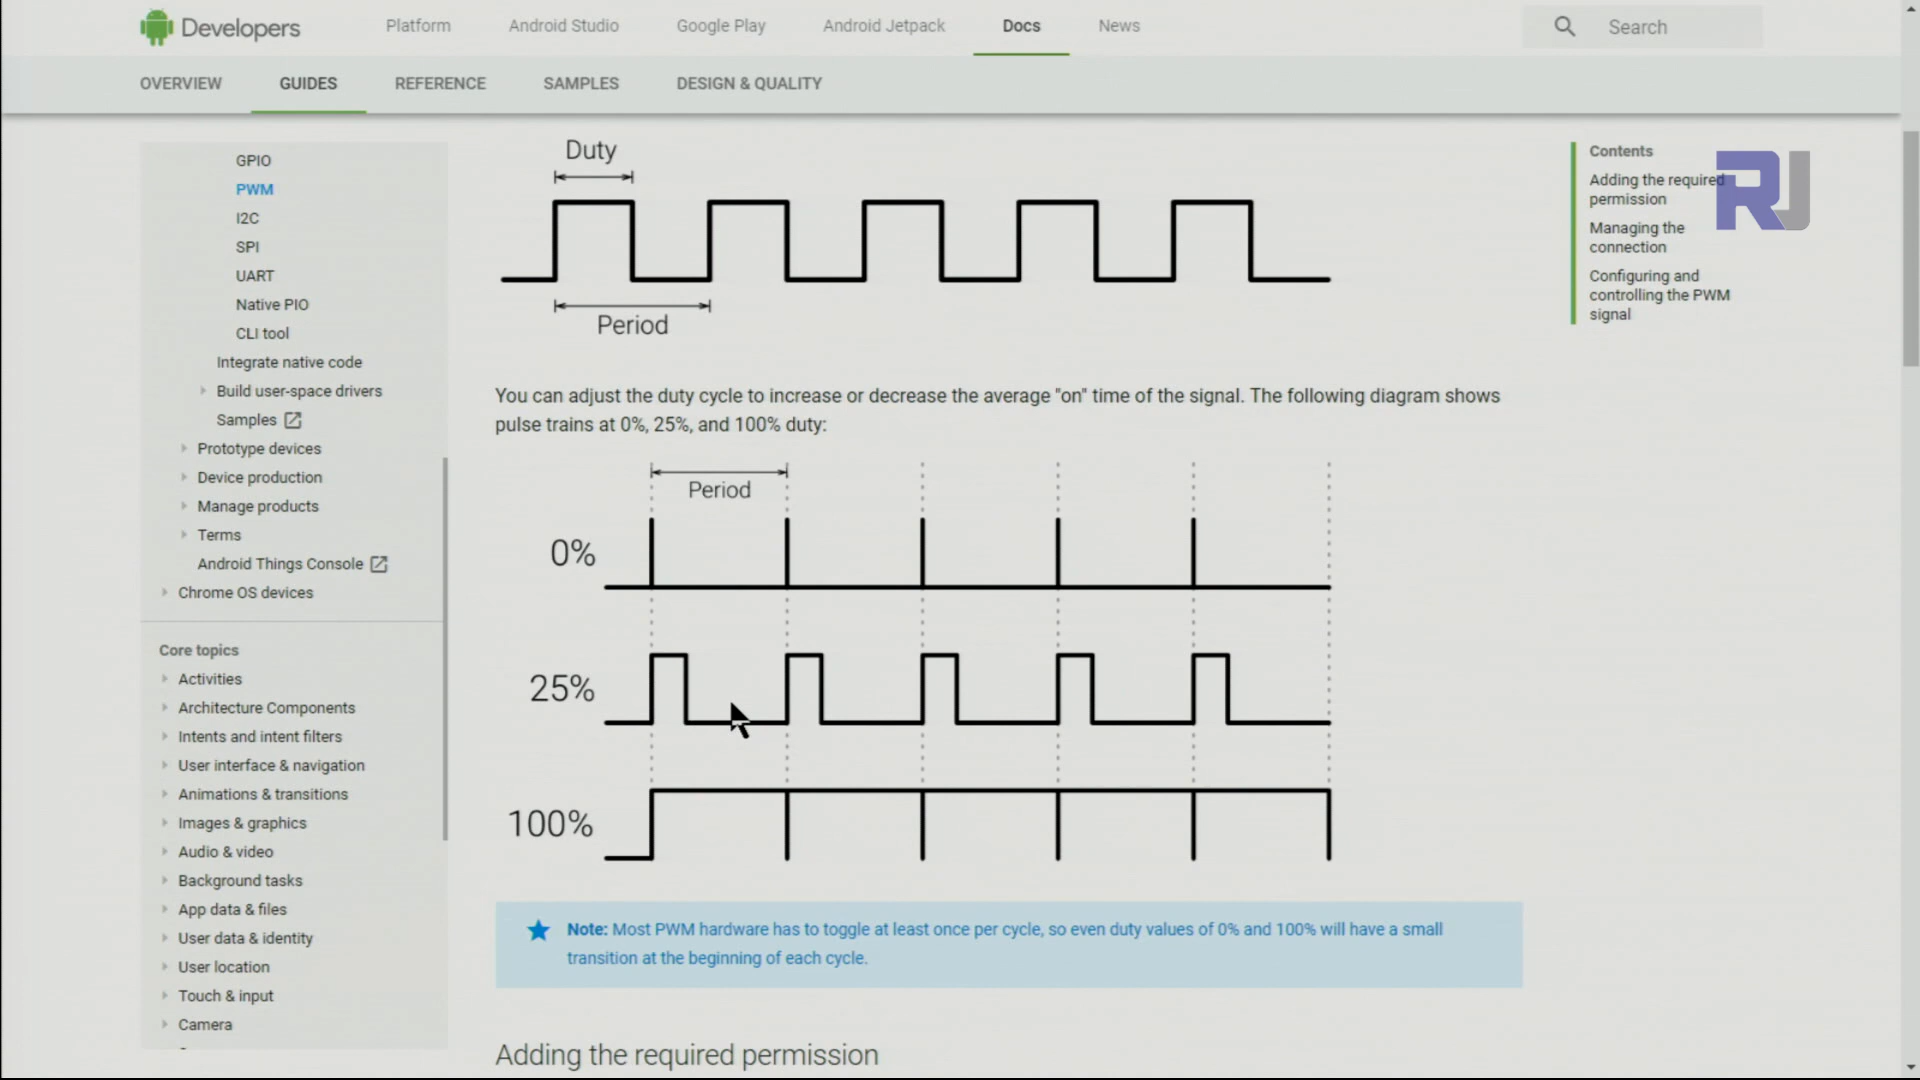 Developers
Platform
Android Studio
Google Play
Android Jetpack
Docs
News
Search
OVERVIEW
GUIDES
REFERENCE
SAMPLES
DESIGN & QUALITY
GPIO
PWM
I2C
SPI
UART
Native PIO
CLI tool
Integrate native code
Build user-space drivers
Samples
Prototype devices
Device production
Manage products
Terms
Android Things Console
Chrome OS devices
Core topics
Activities
Architecture Components
Intents and intent filters
User interface & navigation
Animations & transitions
Images & graphics
Audio & video
Background tasks
App data & files
User data & identity
User location
Touch & input
Camera
Duty
Period
You can adjust the duty cycle to increase or decrease the average "on" time of the signal. The following diagram shows
pulse trains at 0%, 25%, and 100% duty:
Period
0%
25%
100%
Note: Most PWM hardware has to toggle at least once per cycle, so even duty values of 0% and 100% will have a small
transition at the beginning of each cycle.
Adding the required permission
Contents
Adding the required
permission
Managing the
connection
Configuring and
controlling the PWM
signal
RJ